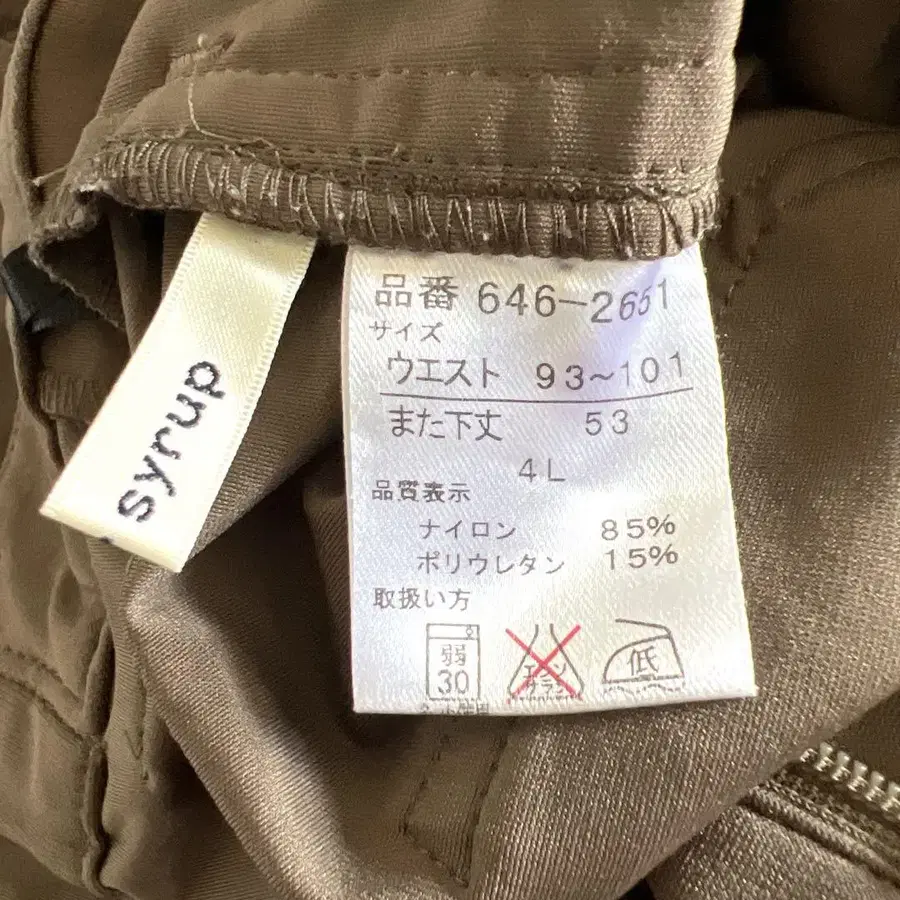 syrup
品番 646-2651
サイズ
ウエスト 93~101
また下丈 53
4L
品質表示
ナイロン 85%
ポリウレタン 15%
取扱い方
弱
30
エンソ
サラシ
低